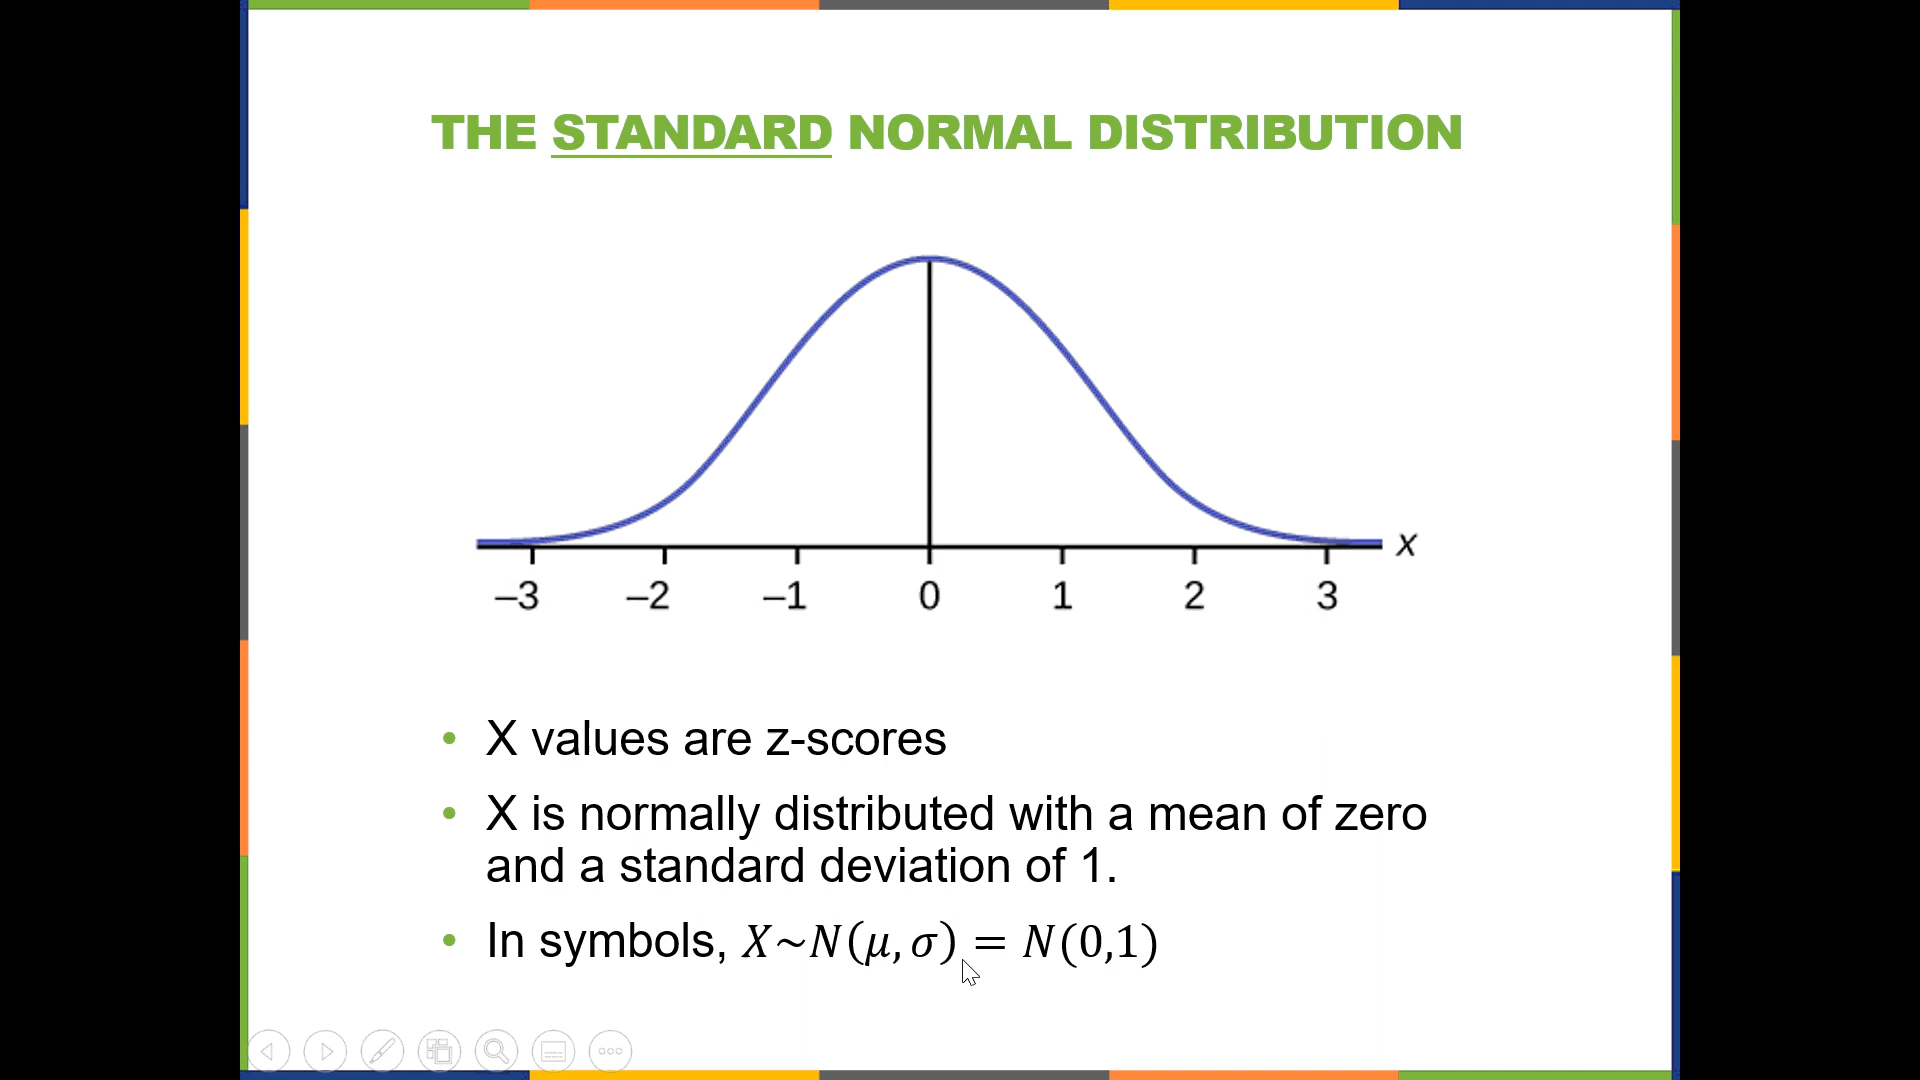 THE STANDARD NORMAL DISTRIBUTION
x
–3 –2 –1 0 1 2 3
• X values are z-scores
• X is normally distributed with a mean of zero
and a standard deviation of 1.
• In symbols, X~N(μ, σ) = N(0,1)